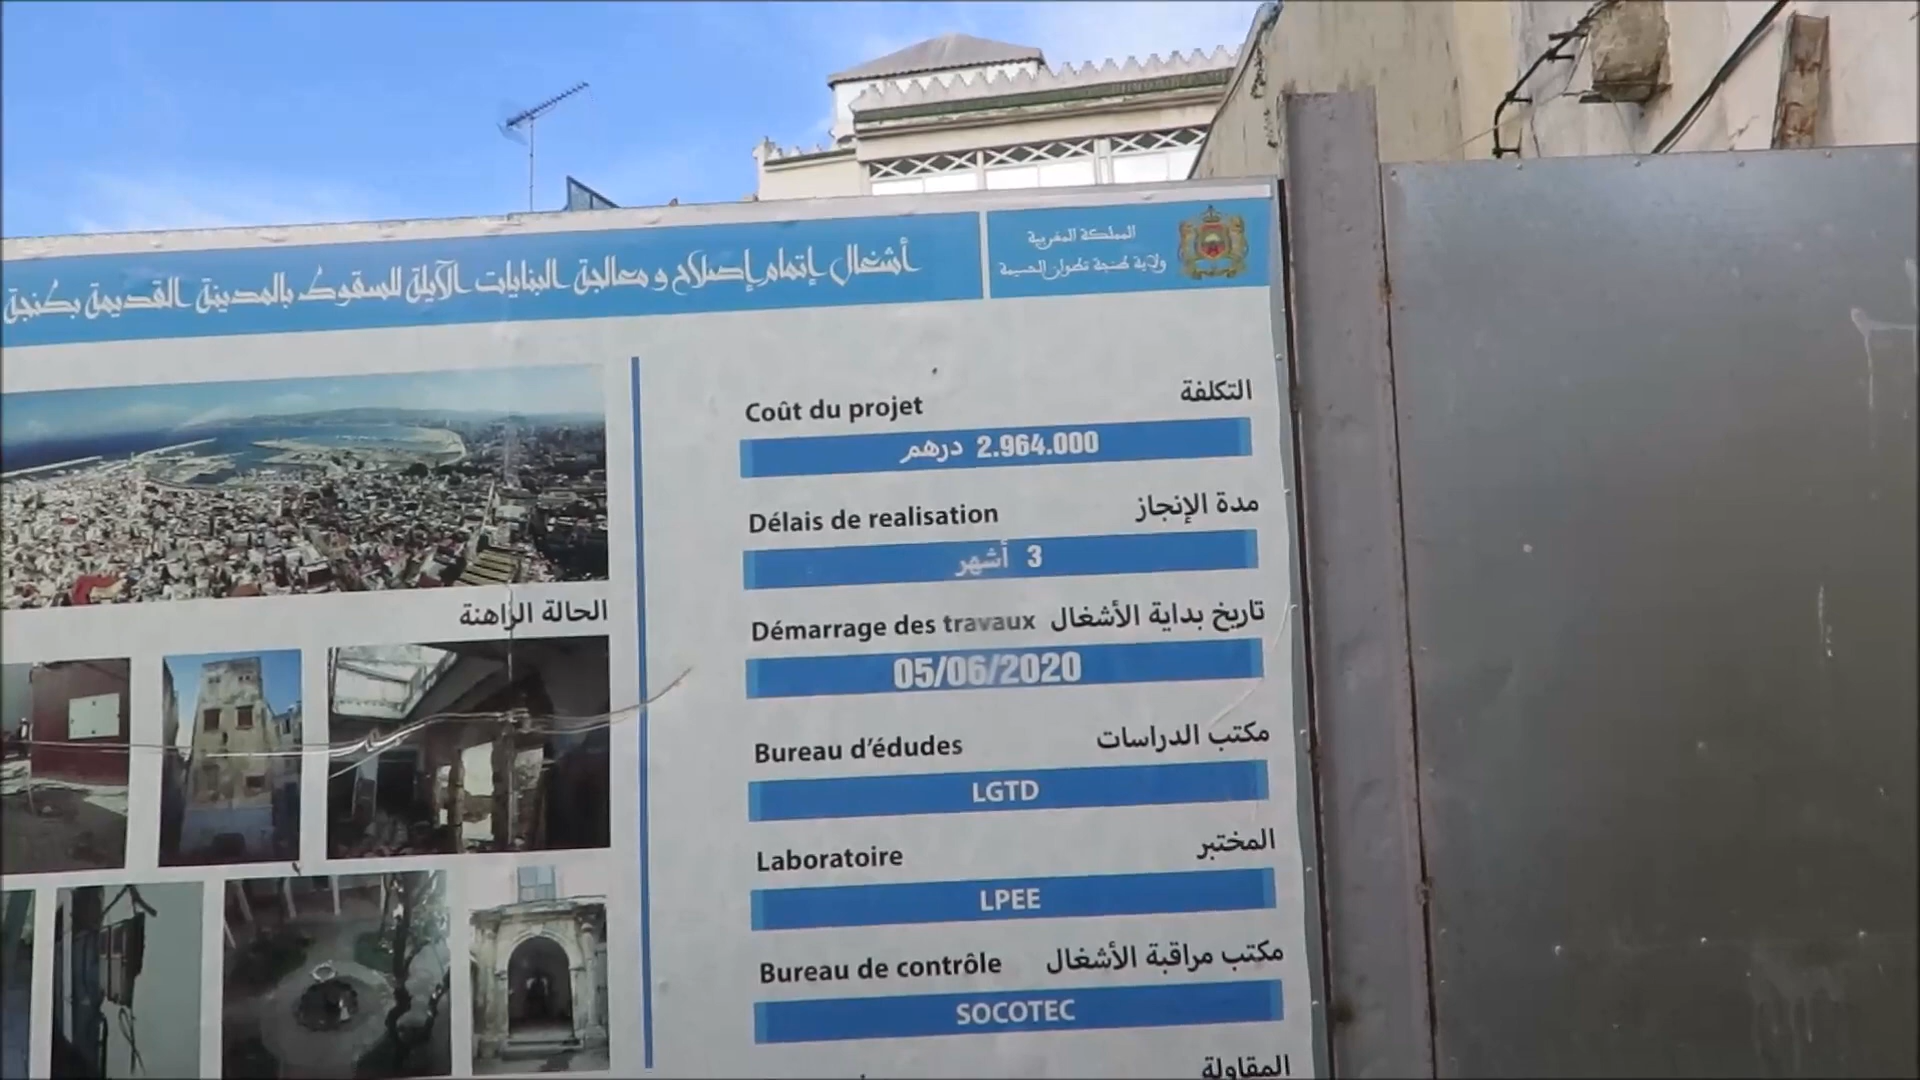 المملكة المغربية
ولاية طنجة تطوان الحسيمة
أشغال إتمام إصلاح و معالجة البنايات الآيلة للسقوط بالمدينة القديمة بطنجة
Coût du projet التكلفة
2.964.000 درهم
Délais de realisation مدة الإنجاز
3 أشهر
Démarrage des travaux تاريخ بداية الأشغال
05/06/2020
Bureau d'édudes مكتب الدراسات
LGTD
Laboratoire المختبر
LPEE
Bureau de contrôle مكتب مراقبة الأشغال
SOCOTEC
المقاولة
الحالة الراهنة